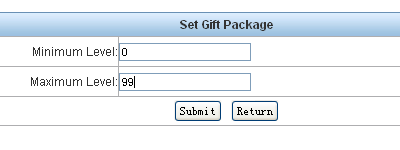 Set Gift Package
Minimum Level: 0
Maximum Level: 99
Submit Return